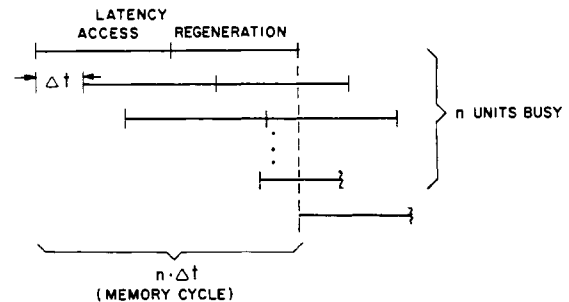 LATENCY
ACCESS REGENERATION
Δt
n UNITS BUSY
n·Δt
(MEMORY CYCLE)